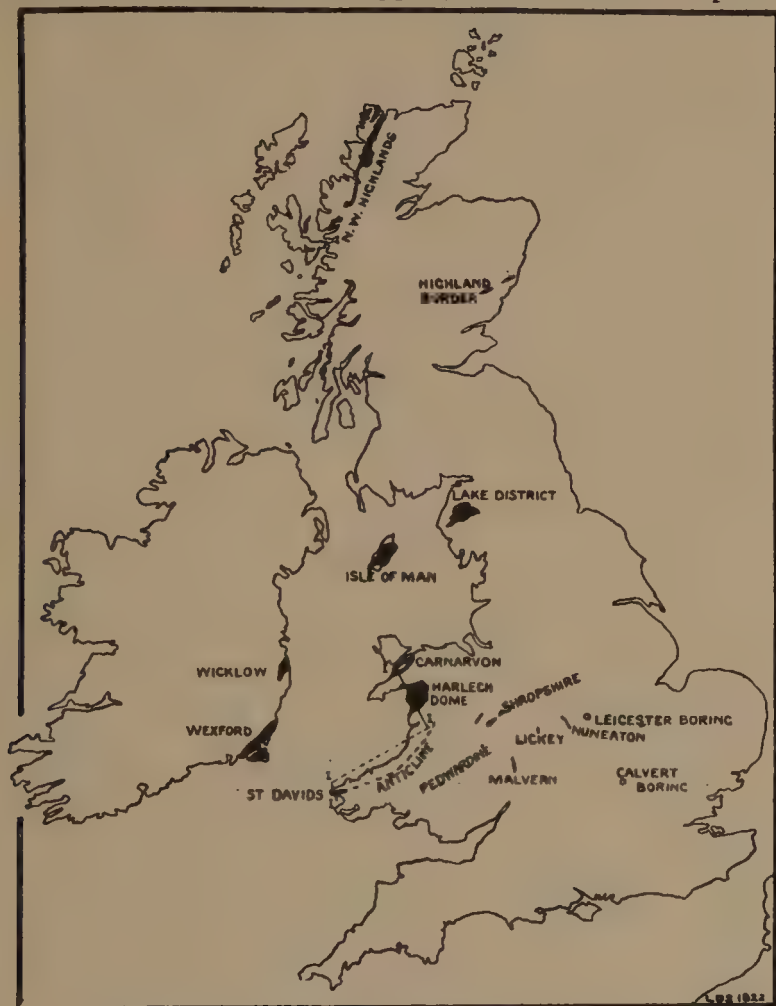 N.W. HIGHLANDS
HIGHLAND
BORDER
LAKE DISTRICT
ISLE OF MAN
CARNARVON
WICKLOW
HARLECH
DOME
SHROPSHIRE
LEICESTER BORING
NUNEATON
WEXFORD
LICKEY
ANTICLINE
PEDWARDINE
MALVERN
CALVERT
BORING
ST DAVIDS
L.D.S 1922